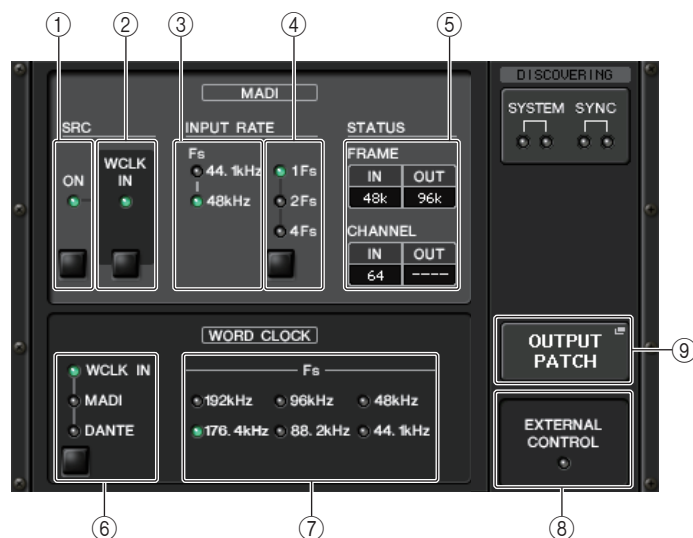 ① ② ③ ④ ⑤
MADI
DISCOVERING
SYSTEM SYNC
SRC
INPUT RATE
STATUS
ON
WCLK
IN
Fs
44.1kHz
48kHz
1Fs
2Fs
4Fs
FRAME
IN OUT
48k 96k
CHANNEL
IN OUT
64 ----
WORD CLOCK
WCLK IN
MADI
DANTE
Fs
192kHz 96kHz 48kHz
176.4kHz 88.2kHz 44.1kHz
OUTPUT
PATCH
⑨
EXTERNAL
CONTROL
⑥ ⑦ ⑧